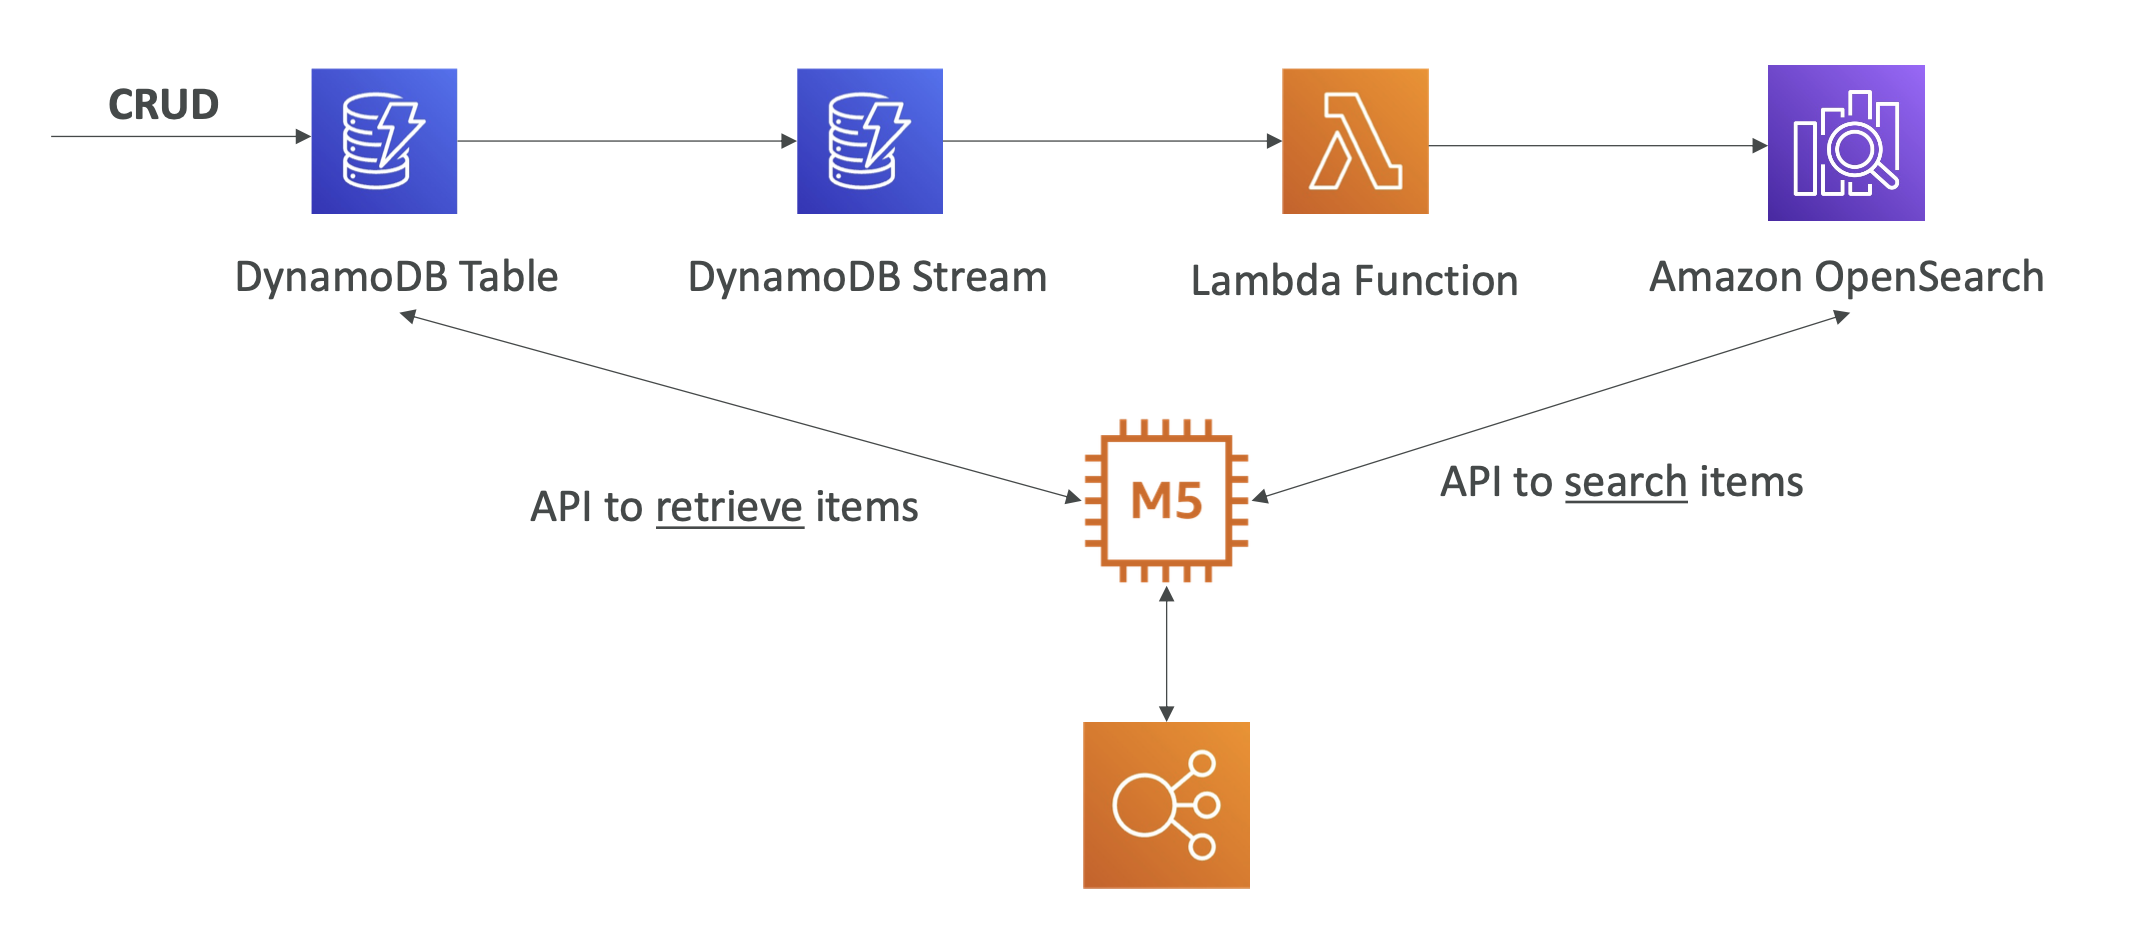 CRUD
DynamoDB Table
DynamoDB Stream
Lambda Function
Amazon OpenSearch
API to retrieve items
M5
API to search items